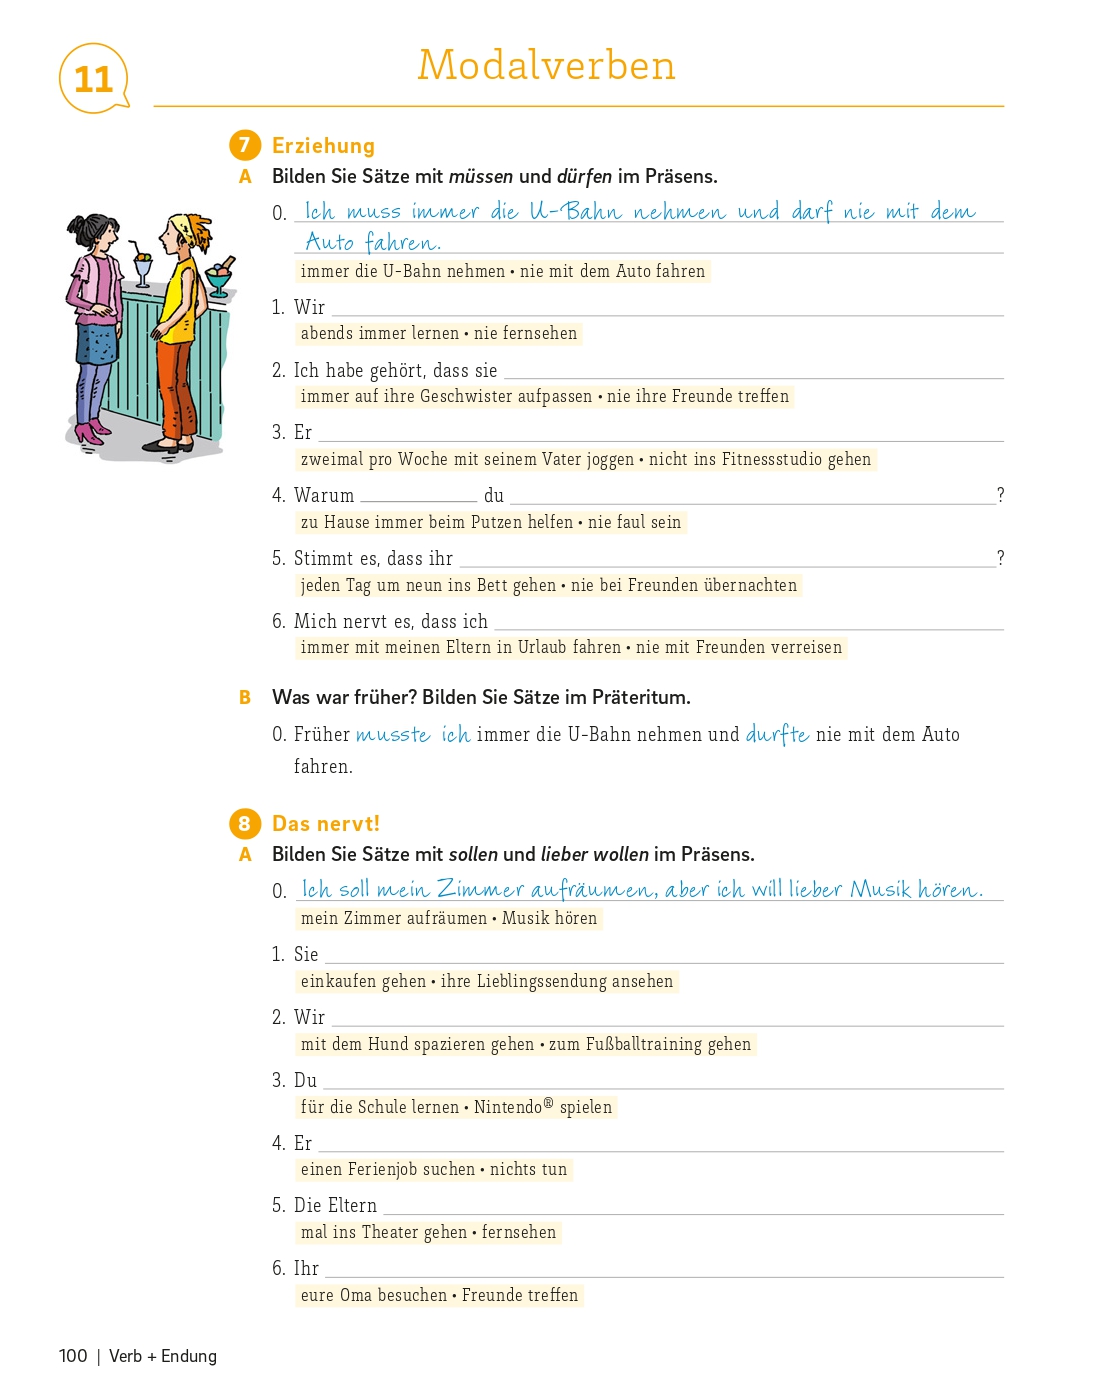 11
Modalverben
7 Erziehung
A Bilden Sie Sätze mit müssen und dürfen im Präsens.
0. Ich muss immer die U-Bahn nehmen und darf nie mit dem
Auto fahren.
immer die U-Bahn nehmen • nie mit dem Auto fahren
1. Wir
abends immer lernen • nie fernsehen
2. Ich habe gehört, dass sie
immer auf ihre Geschwister aufpassen • nie ihre Freunde treffen
3. Er
zweimal pro Woche mit seinem Vater joggen • nicht ins Fitnessstudio gehen
4. Warum du ?
zu Hause immer beim Putzen helfen • nie faul sein
5. Stimmt es, dass ihr ?
jeden Tag um neun ins Bett gehen • nie bei Freunden übernachten
6. Mich nervt es, dass ich
immer mit meinen Eltern in Urlaub fahren • nie mit Freunden verreisen
B Was war früher? Bilden Sie Sätze im Präteritum.
0. Früher musste ich immer die U-Bahn nehmen und durfte nie mit dem Auto
fahren.
8 Das nervt!
A Bilden Sie Sätze mit sollen und lieber wollen im Präsens.
0. Ich soll mein Zimmer aufräumen, aber ich will lieber Musik hören.
mein Zimmer aufräumen • Musik hören
1. Sie
einkaufen gehen • ihre Lieblingssendung ansehen
2. Wir
mit dem Hund spazieren gehen • zum Fußballtraining gehen
3. Du
für die Schule lernen • Nintendo® spielen
4. Er
einen Ferienjob suchen • nichts tun
5. Die Eltern
mal ins Theater gehen • fernsehen
6. Ihr
eure Oma besuchen • Freunde treffen
100 | Verb + Endung